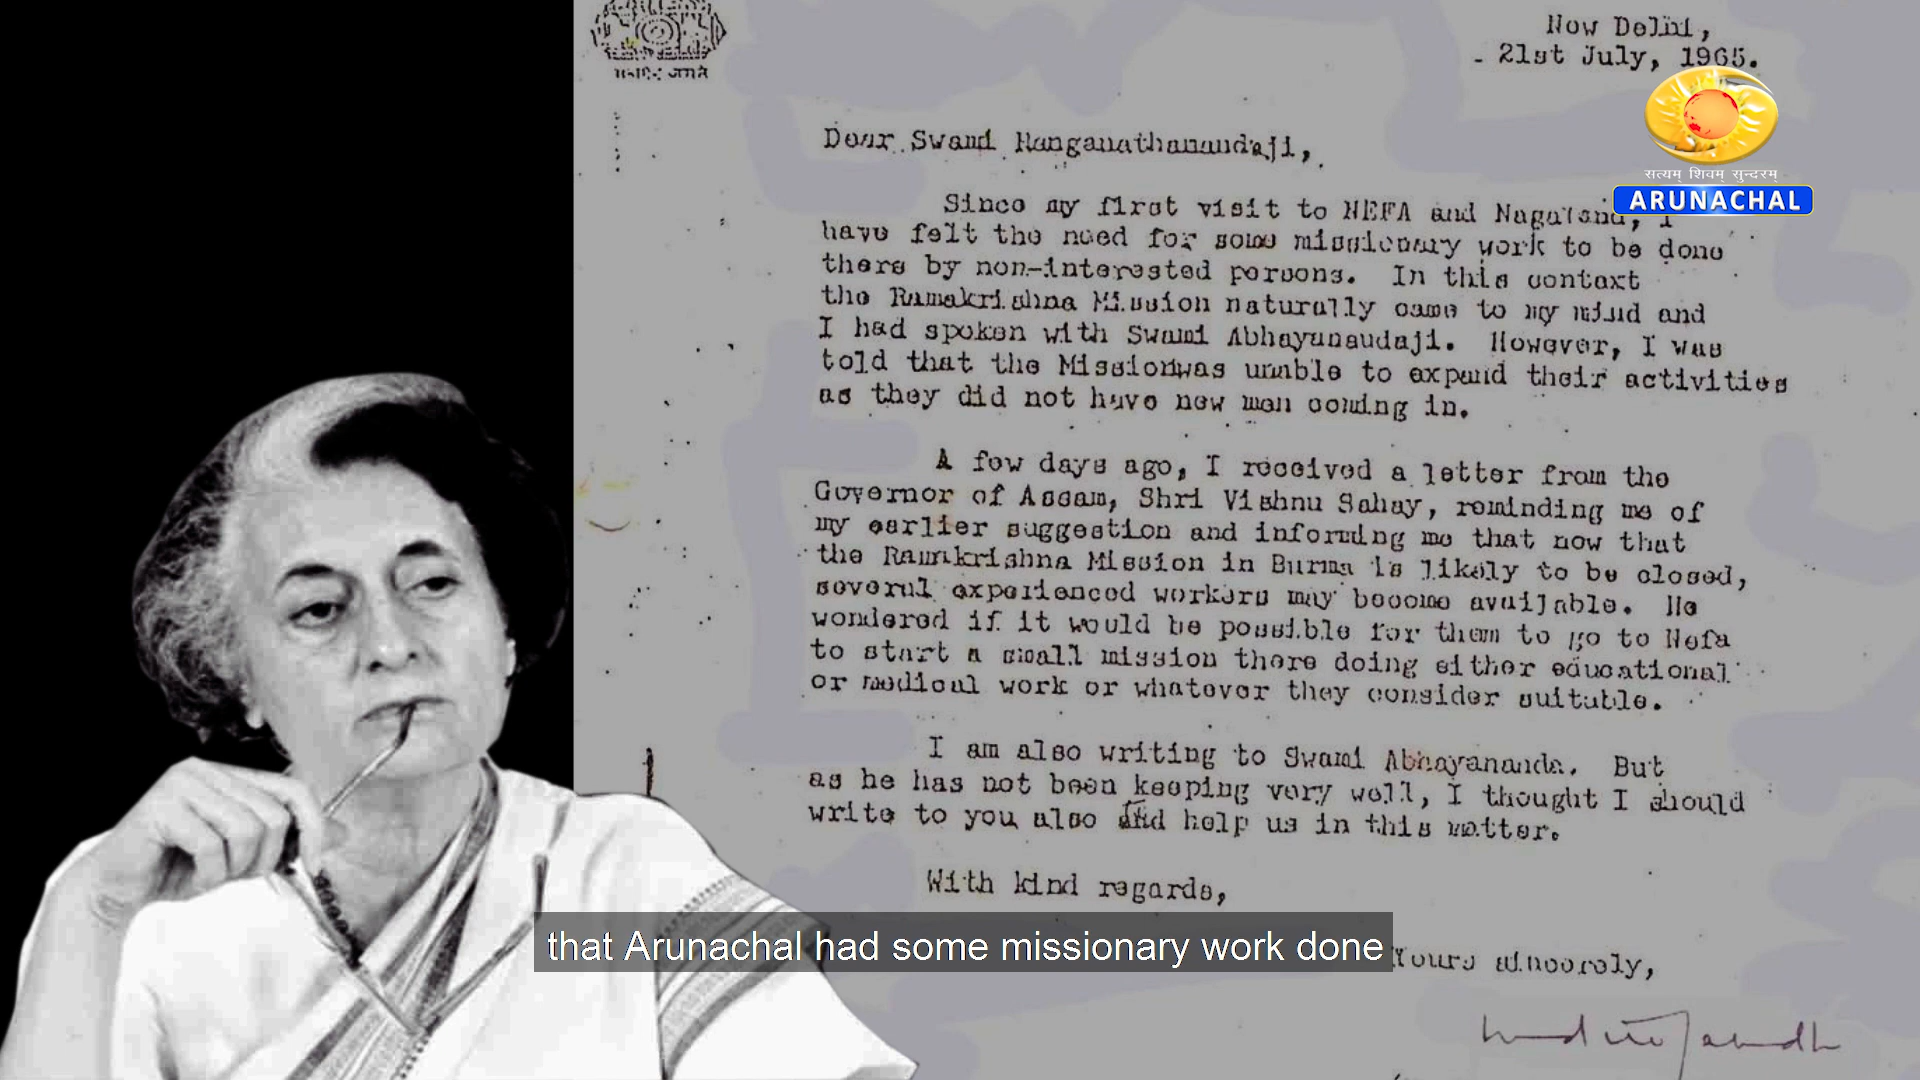 New Delhi,
21st July, 1965.
Dear Swami Ranganathanandaji,
सत्यम् शिवम् सुन्दरम्
ARUNACHAL
Since my first visit to NEFA and Nagaland, I
have felt the need for some missionary work to be done
there by non-interested persons. In this context
the Ramakrishna Mission naturally came to my mind and
I had spoken with Swami Abhayanandaji. However, I was
told that the Mission was unable to expand their activities
as they did not have new men coming in.
A few days ago, I received a letter from the
Governor of Assam, Shri Vishnu Sahay, reminding me of
my earlier suggestion and informing me that now that
the Ramakrishna Mission in Burma is likely to be closed,
several experienced workers may become available. He
wondered if it would be possible for them to go to Nefa
to start a small mission there doing either educational
or medical work or whatever they consider suitable.
I am also writing to Swami Abhayananda. But
as he has not been keeping very well, I thought I should
write to you also and help us in this matter.
With kind regards,
that Arunachal had some missionary work done
Yours sincerely,